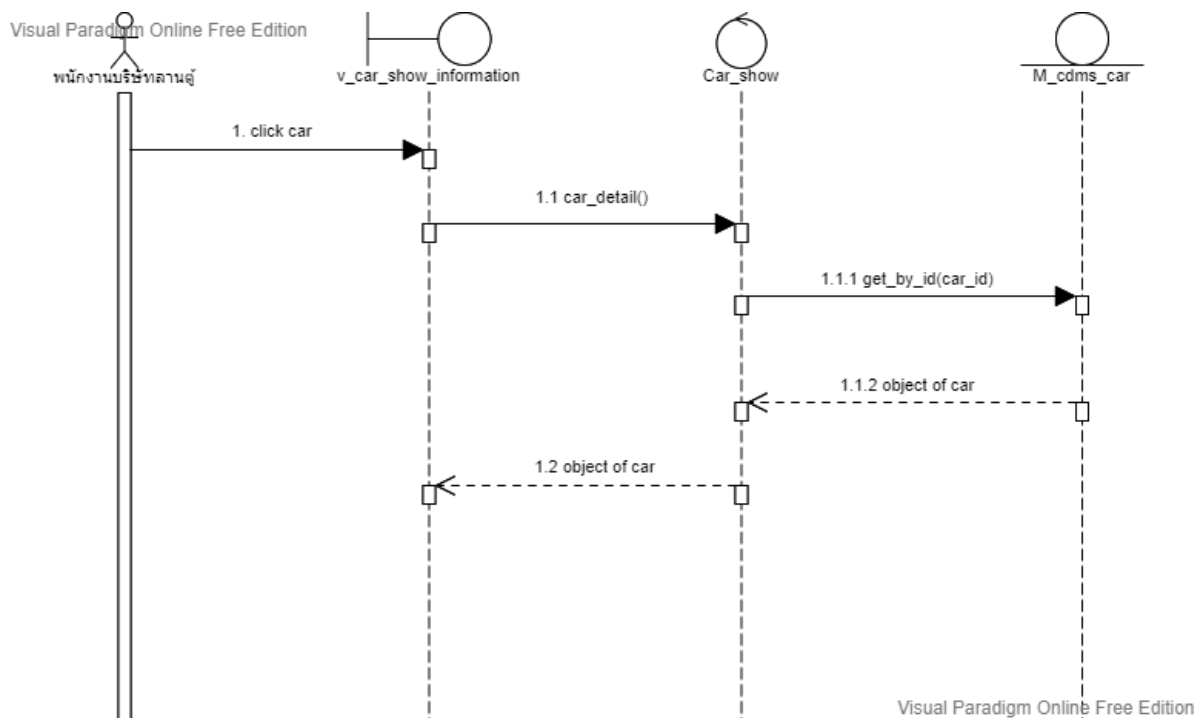 Visual Paradigm Online Free Edition
พนักงานบริษัทลานตู้
v_car_show_information
Car_show
M_cdms_car
1. click car
1.1 car_detail()
1.1.1 get_by_id(car_id)
1.1.2 object of car
1.2 object of car
Visual Paradigm Online Free Edition